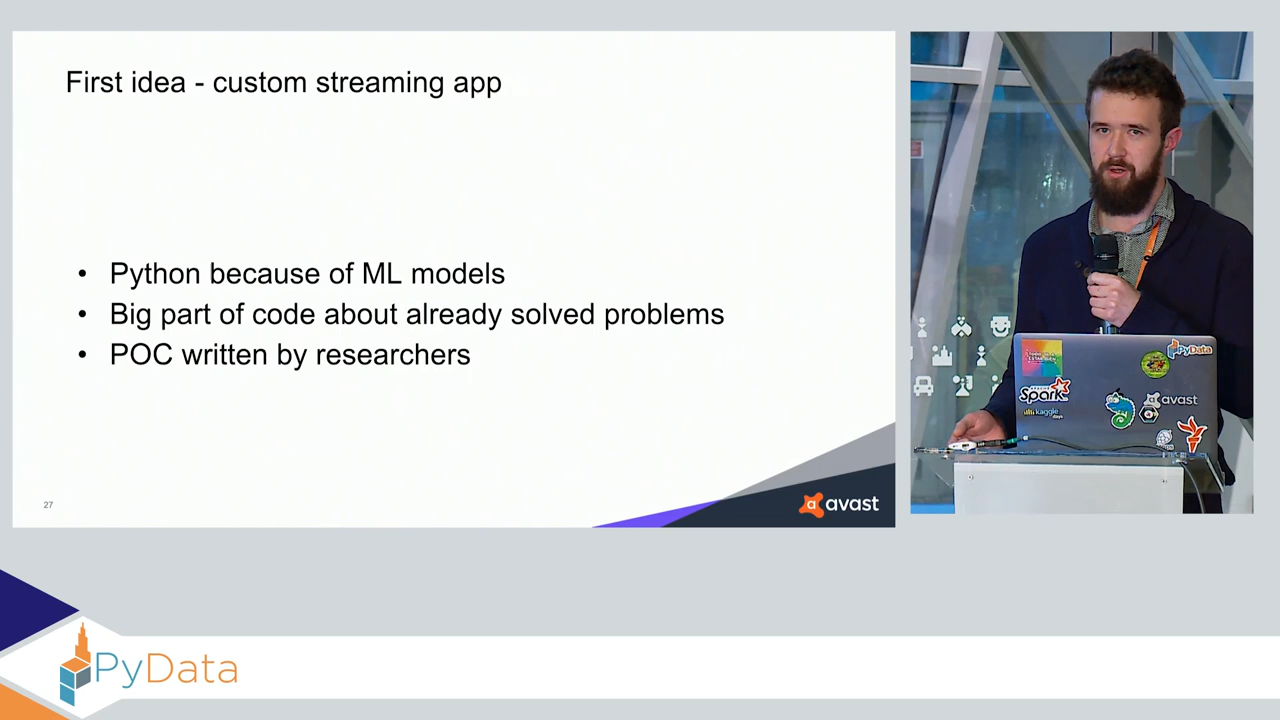 First idea - custom streaming app
• Python because of ML models
• Big part of code about already solved problems
• POC written by researchers
27
avast
PyData
Spark
kaggle
days
avast
PyData